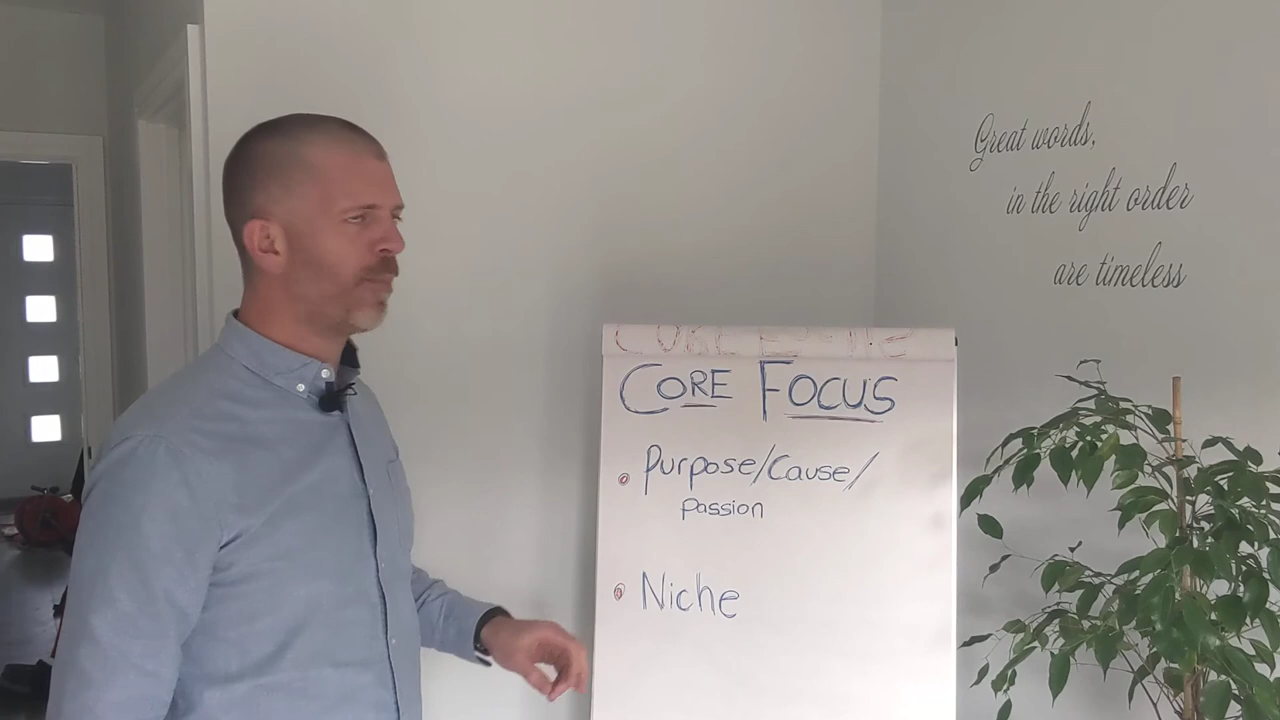 CORE FOCUS
Purpose/Cause/
Passion
Niche
Great words,
in the right order
are timeless